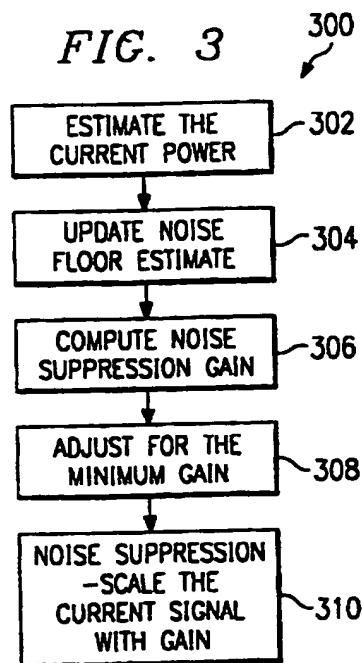 FIG. 3
300
ESTIMATE THE
CURRENT POWER
302
UPDATE NOISE
FLOOR ESTIMATE
304
COMPUTE NOISE
SUPPRESSION GAIN
306
ADJUST FOR THE
MINIMUM GAIN
308
NOISE SUPPRESSION
-SCALE THE
CURRENT SIGNAL
WITH GAIN
310